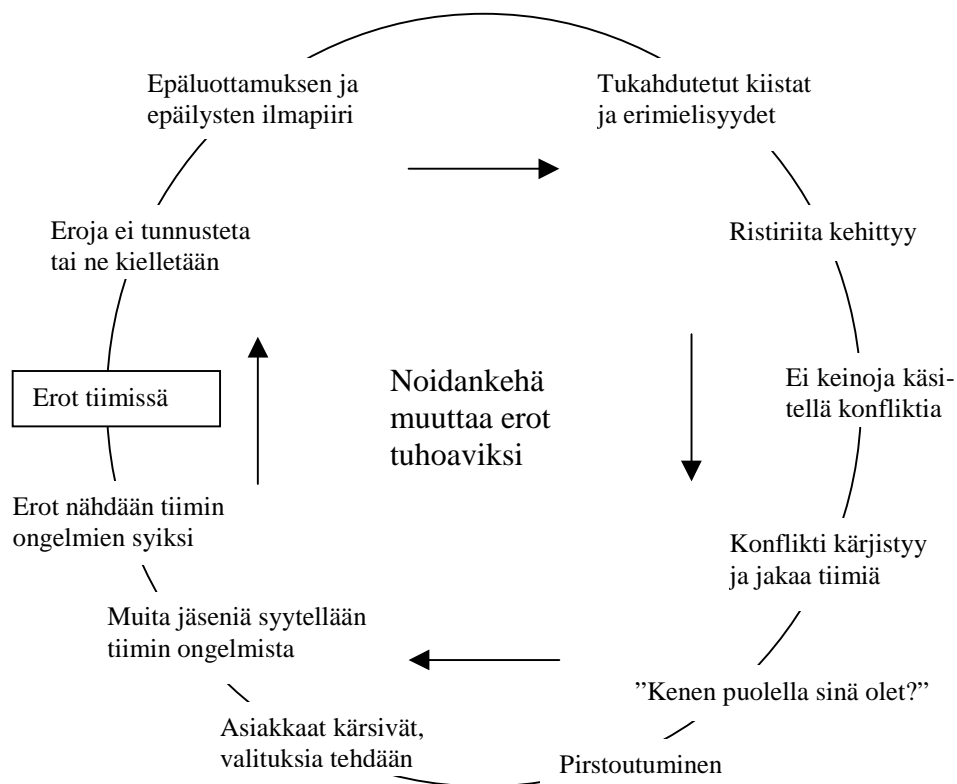 Epäluottamuksen ja
epäilysten ilmapiiri
Tukahdutetut kiistat
ja erimielisyydet
Eroja ei tunnusteta
tai ne kielletään
Ristiriita kehittyy
Erot tiimissä
Noidankehä
muuttaa erot
tuhoaviksi
Ei keinoja käsi-
tellä konfliktia
Erot nähdään tiimin
ongelmien syiksi
Konflikti kärjistyy
ja jakaa tiimiä
Muita jäseniä syytellään
tiimin ongelmista
”Kenen puolella sinä olet?”
Asiakkaat kärsivät,
valituksia tehdään
Pirstoutuminen